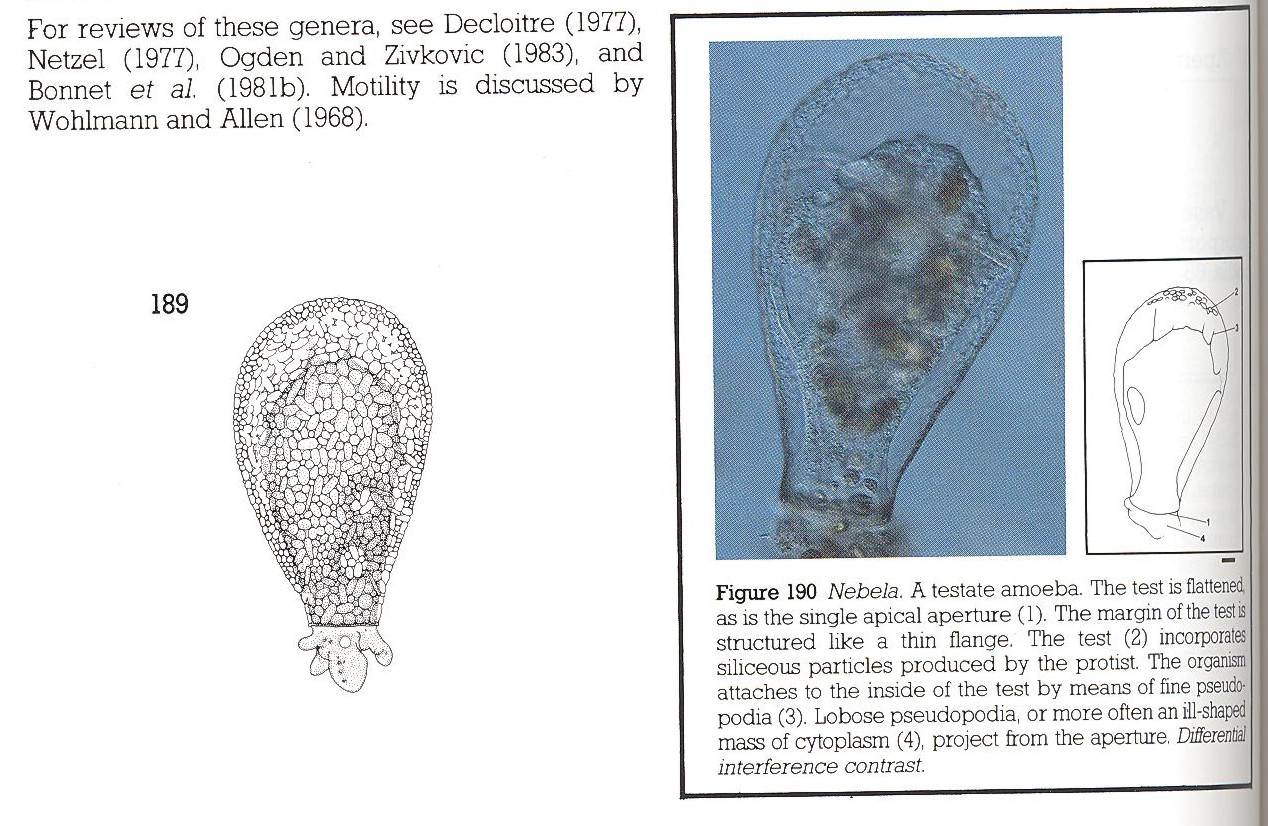 For reviews of these genera, see Decloitre (1977),
Netzel (1977), Ogden and Zivkovic (1983), and
Bonnet et al. (1981b). Motility is discussed by
Wohlmann and Allen (1968).
189
2
3
1
4
Figure 190 Nebela. A testate amoeba. The test is flattened,
as is the single apical aperture (1). The margin of the test is
structured like a thin flange. The test (2) incorporates
siliceous particles produced by the protist. The organism
attaches to the inside of the test by means of fine pseudo-
podia (3). Lobose pseudopodia, or more often an ill-shaped
mass of cytoplasm (4), project from the aperture. Differential
interference contrast.